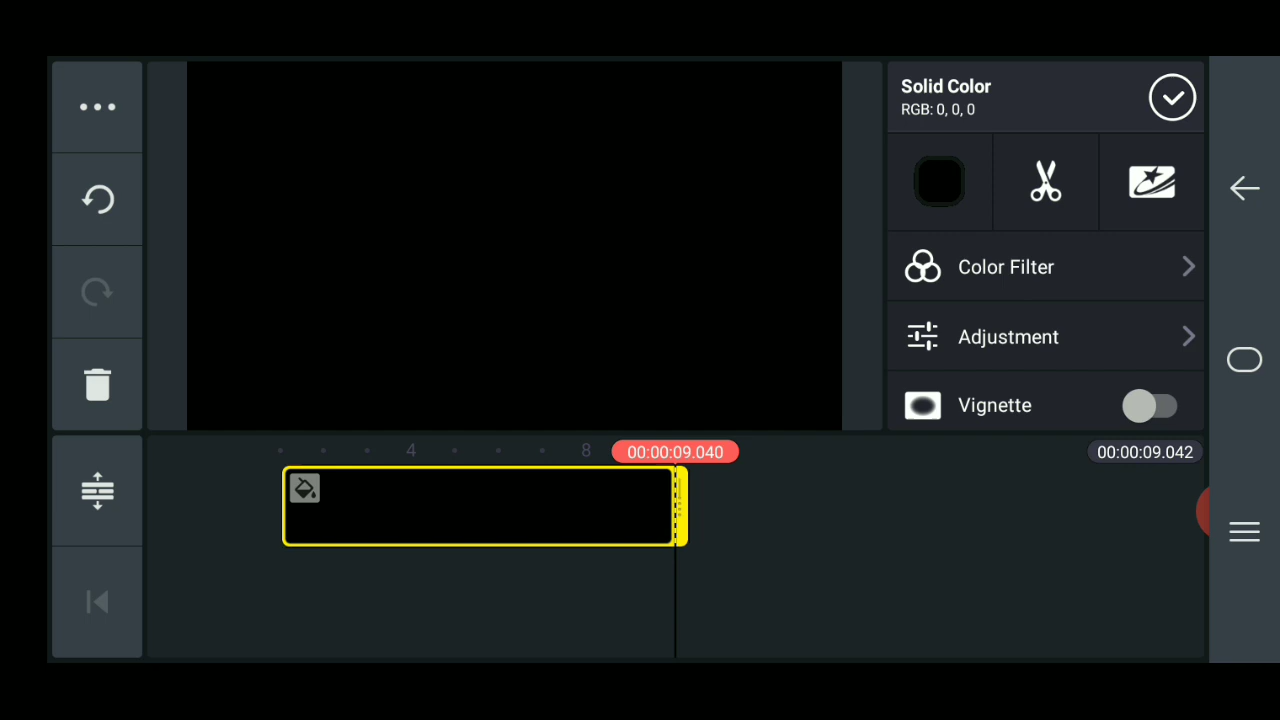 Solid Color
RGB: 0, 0, 0
Color Filter
Adjustment
Vignette
4
8
00:00:09.040
00:00:09.042